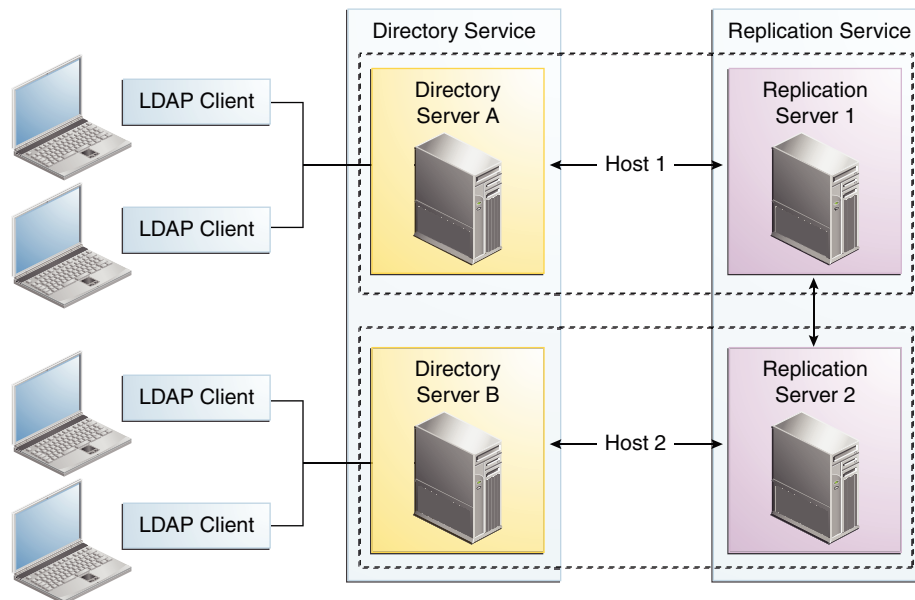 Directory Service
Replication Service
LDAP Client
Directory
Server A
Replication
Server 1
Host 1
LDAP Client
LDAP Client
Directory
Server B
Replication
Server 2
Host 2
LDAP Client